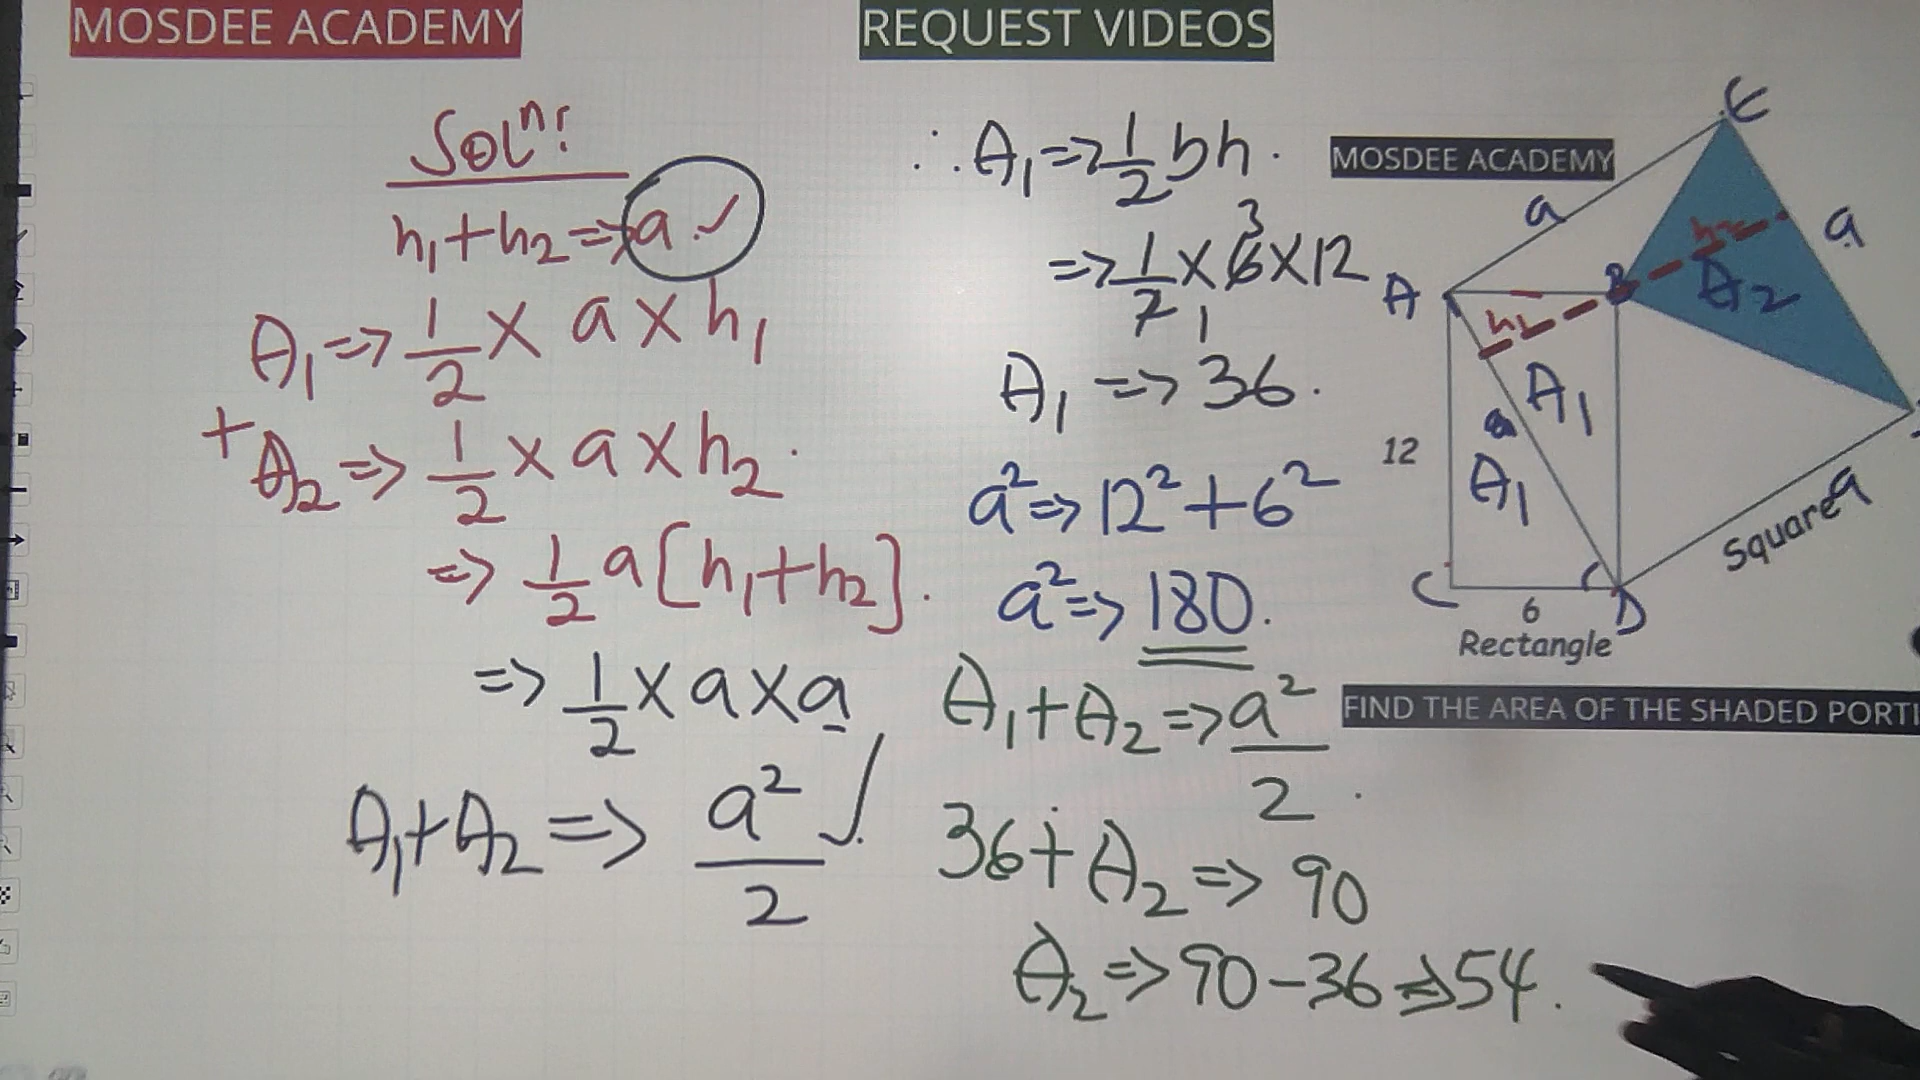 MOSDEE ACADEMY
REQUEST VIDEOS
Solⁿ:
h₁+h₂=>a.✓
A₁=>1/2 × a × h₁
+A₂=>1/2 × a × h₂.
=>1/2 a[h₁+h₂].
=>1/2 × a × a
A₁+A₂=>a²/2 ✓
∴A₁=>1/2 bh.
=>1/2 × 6 × 12
3
1
A₁=>36.
a²=>12²+6²
a²=>180.
A₁+A₂=>a²/2.
36+A₂=>90
A₂=>90-36=>54.
MOSDEE ACADEMY
E
a
a
h₂
A
B
A₂
h₁
A₁
a
12
A₁
Square
a
C
D
6
Rectangle
FIND THE AREA OF THE SHADED PORTI